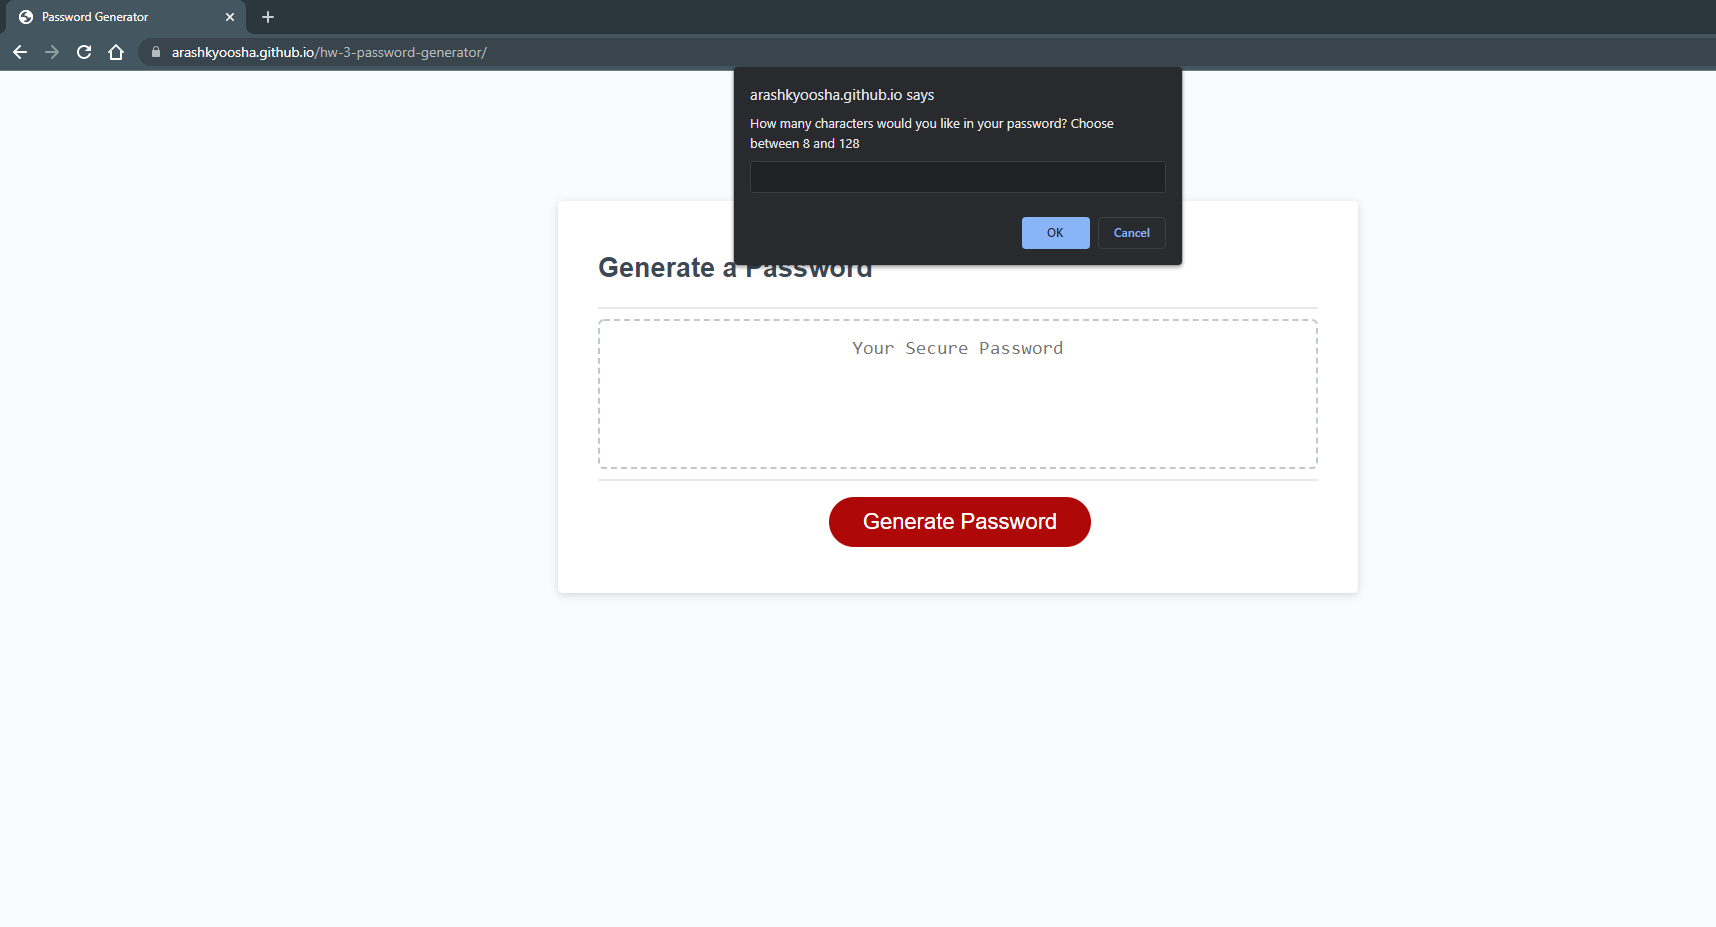 Password Generator
arashkyoosha.github.io/hw-3-password-generator/
arashkyoosha.github.io says
How many characters would you like in your password? Choose
between 8 and 128
OK
Cancel
Generate a Password
Your Secure Password
Generate Password